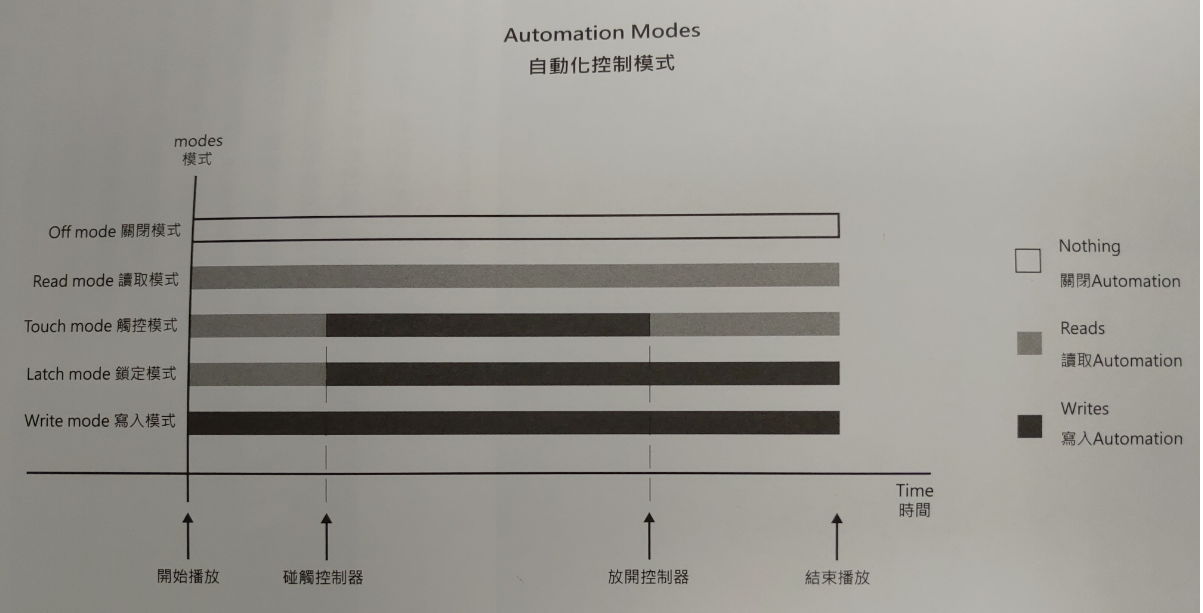 Automation Modes
自動化控制模式
modes
模式
Off mode 關閉模式
Read mode 讀取模式
Touch mode 觸控模式
Latch mode 鎖定模式
Write mode 寫入模式
Nothing
關閉Automation
Reads
讀取Automation
Writes
寫入Automation
Time
時間
開始播放
碰觸控制器
放開控制器
結束播放